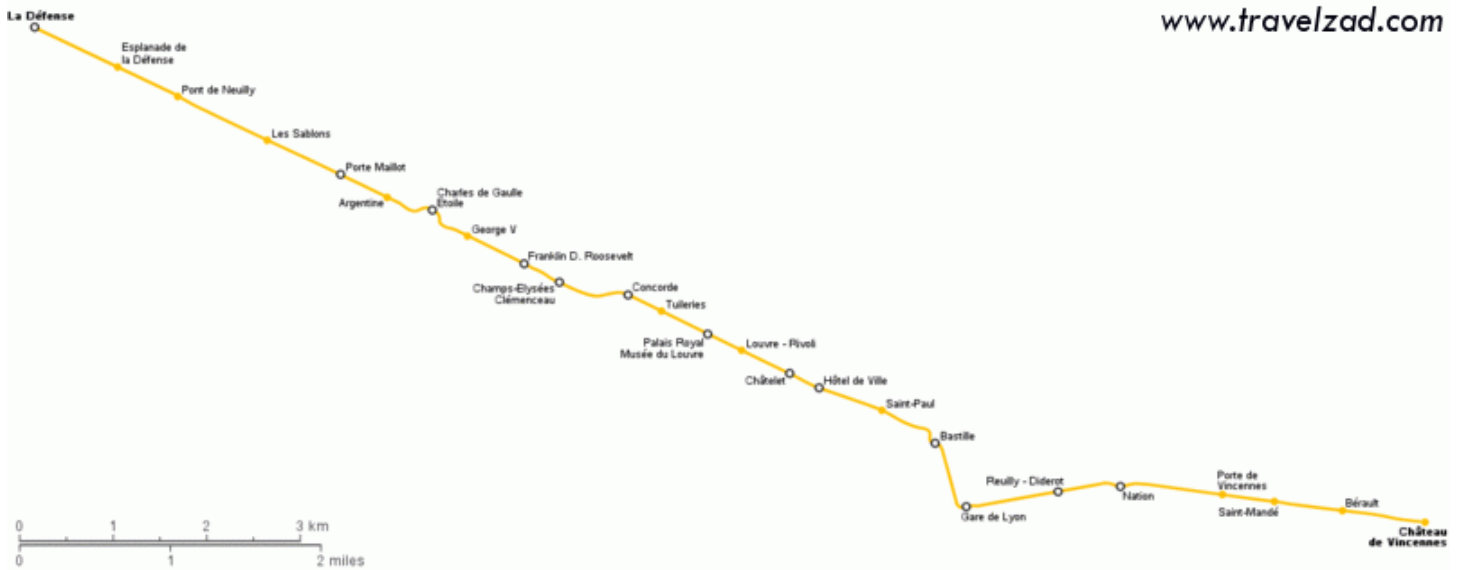 La Défense
www.travelzad.com
Esplanade de
la Défense
Pont de Neuilly
Les Sablons
Porte Maillot
Argentine
Charles de Gaulle
Etoile
George V
Franklin D. Roosevelt
Champs-Elysées
Clémenceau
Concorde
Tuileries
Palais Royal
Musée du Louvre
Louvre - Rivoli
Châtelet
Hôtel de Ville
Saint-Paul
Bastille
Gare de Lyon
Reuilly - Diderot
Nation
Porte de
Vincennes
Saint-Mandé
Bérault
Château
de Vincennes
0 1 2 3 km
0 1 2 miles